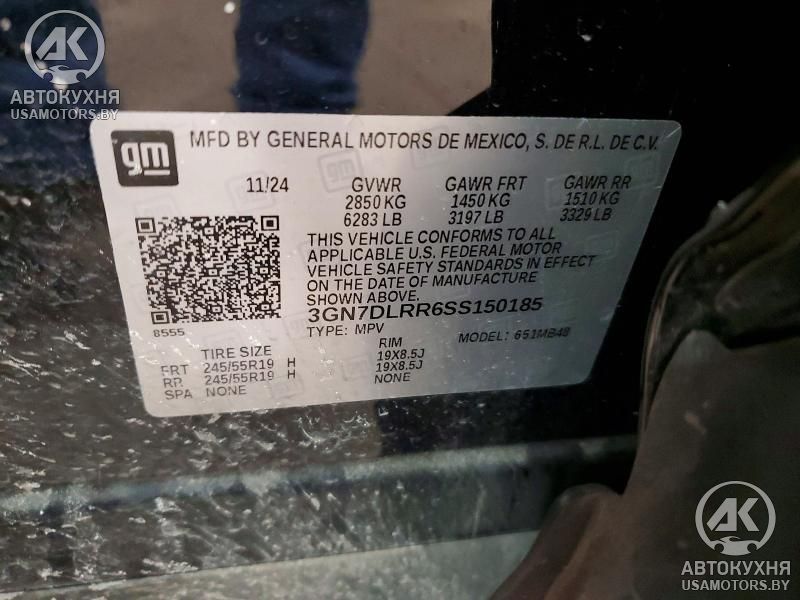 AK
АВТОКУХНЯ
USAMOTORS.BY
gm
MFD BY GENERAL MOTORS DE MEXICO, S. DE R.L. DE C.V.
11/24 GVWR GAWR FRT GAWR RR
2850 KG 1450 KG 1510 KG
6283 LB 3197 LB 3329 LB
THIS VEHICLE CONFORMS TO ALL
APPLICABLE U.S. FEDERAL MOTOR
VEHICLE SAFETY STANDARDS IN EFFECT
ON THE DATE OF MANUFACTURE
SHOWN ABOVE.
3GN7DLRR6SS150185
8555 TYPE: MPV MODEL: 651MB48
TIRE SIZE RIM
FRT 245/55R19 H 19X8.5J
RR 245/55R19 H 19X8.5J
SPA NONE NONE
AK
АВТОКУХНЯ
USAMOTORS.BY